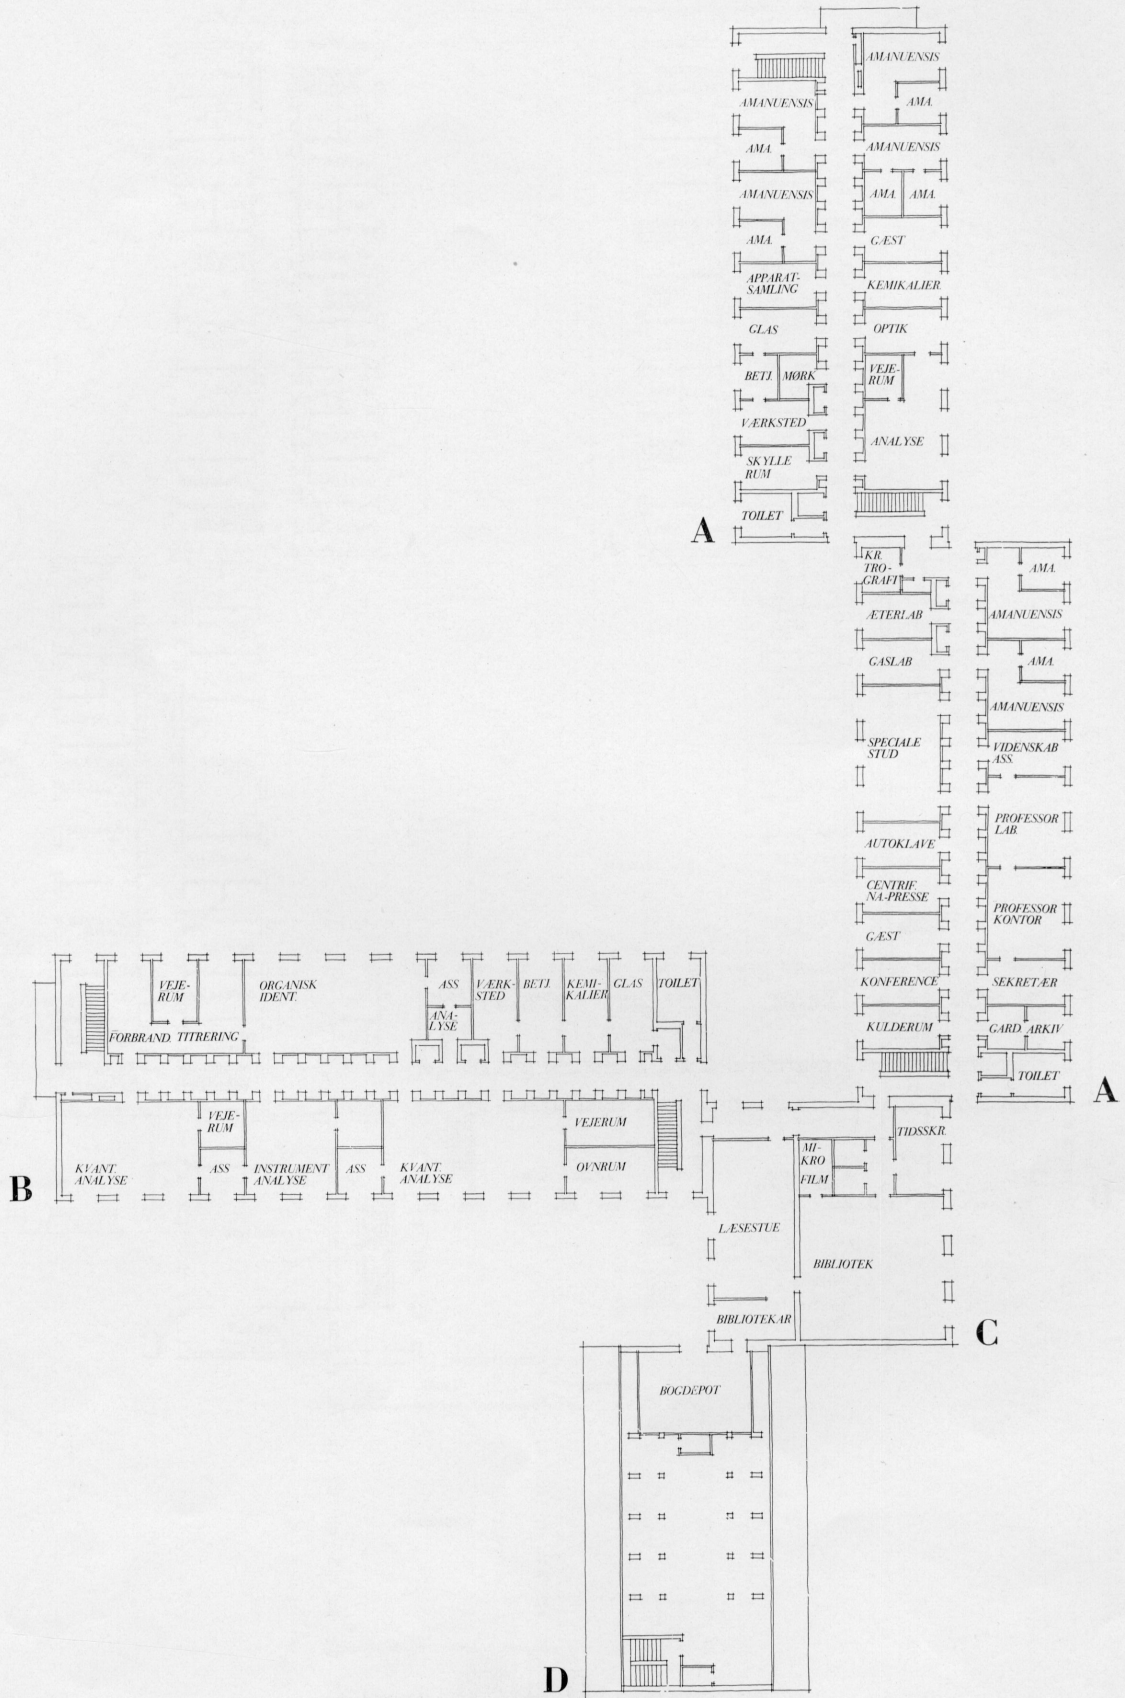 AMANUENSIS
AMA.
AMANUENSIS
AMA.
APPARAT-
SAMLING
GLAS
BETJ.
MØRK
VÆRKSTED
SKYLLE
RUM
TOILET
AMANUENSIS
AMA.
AMANUENSIS
AMA.
AMA.
GÆST
KEMIKALIER
OPTIK
VEJE-
RUM
ANALYSE
A
KR.
TRO-
GRAFI
ÆTERLAB
GASLAB
SPECIALE
STUD
AUTOKLAVE
CENTRIF.
NA-PRESSE
GÆST
KONFERENCE
KULDERUM
AMA.
AMANUENSIS
AMA.
AMANUENSIS
VIDENSKAB
ASS.
PROFESSOR
LAB.
PROFESSOR
KONTOR
SEKRETÆR
GARD.
ARKIV
TOILET
A
FORBRAND.
VEJE-
RUM
TITRERING
ORGANISK
IDENT.
ASS
ANA-
LYSE
VÆRK-
STED
BETJ.
KEMI-
KALIER
GLAS
TOILET
KVANT.
ANALYSE
VEJE-
RUM
ASS
INSTRUMENT
ANALYSE
ASS
KVANT.
ANALYSE
VEJERUM
OVNRUM
B
MI-
KRO
FILM
TIDSSKR.
LÆSESTUE
BIBLIOTEK
BIBLIOTEKAR
C
BOGDEPOT
D